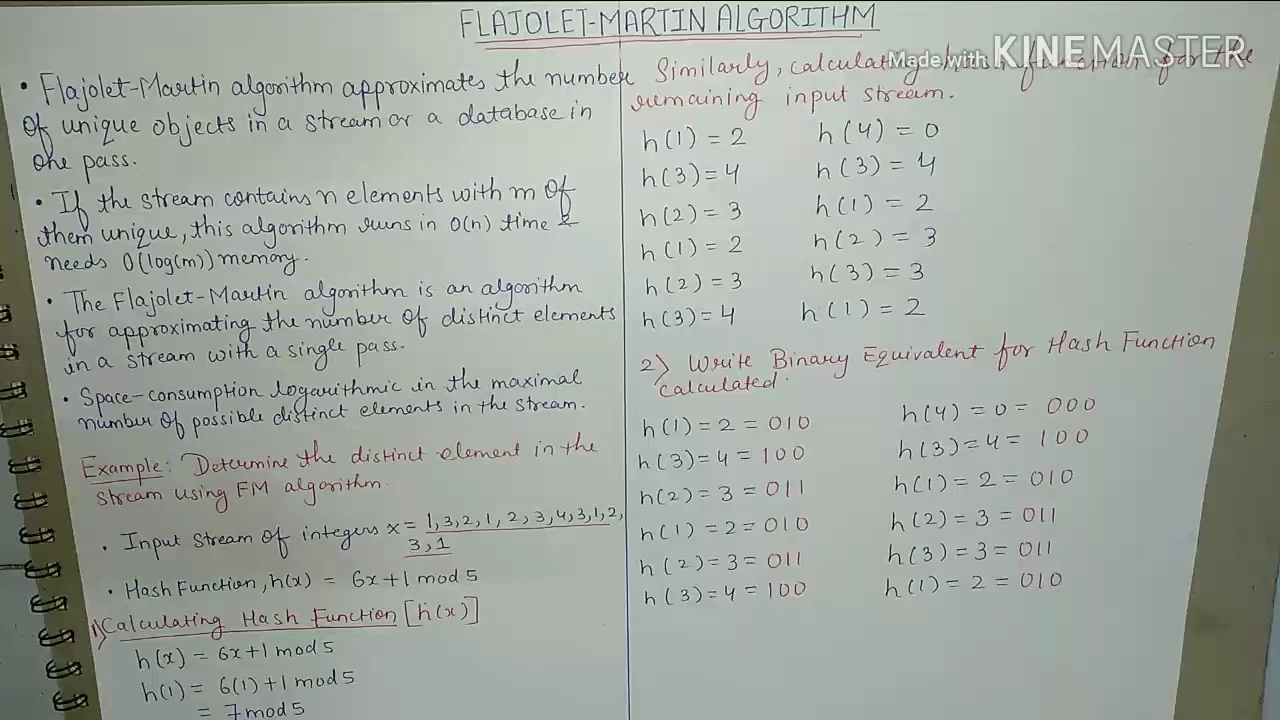 FLAJOLET-MARTIN ALGORITHM
Made with KINEMASTER
• Flajolet-Martin algorithm approximates the number
of unique objects in a stream or a database in
one pass.
• If the stream contains n elements with m of
them unique, this algorithm runs in O(n) time &
needs O(log(m)) memory.
• The Flajolet-Martin algorithm is an algorithm
for approximating the number of distinct elements
in a stream with a single pass.
• Space-consumption logarithmic in the maximal
number of possible distinct elements in the stream.
Example: Determine the distinct element in the
stream using FM algorithm.
• Input stream of integers x = 1,3,2,1,2,3,4,3,1,2,
3,1
• Hash Function, h(x) = 6x+1 mod 5
1) Calculating Hash Function [h(x)]
h(x) = 6x+1 mod 5
h(1) = 6(1)+1 mod 5
= 7 mod 5
Similarly, calculating hash function for the
remaining input stream.
h(1) = 2 h(4) = 0
h(3) = 4 h(3) = 4
h(2) = 3 h(1) = 2
h(1) = 2 h(2) = 3
h(2) = 3 h(3) = 3
h(3) = 4 h(1) = 2
2) Write Binary Equivalent for Hash Function
calculated.
h(1) = 2 = 010 h(4) = 0 = 000
h(3) = 4 = 100 h(3) = 4 = 100
h(2) = 3 = 011 h(1) = 2 = 010
h(1) = 2 = 010 h(2) = 3 = 011
h(2) = 3 = 011 h(3) = 3 = 011
h(3) = 4 = 100 h(1) = 2 = 010